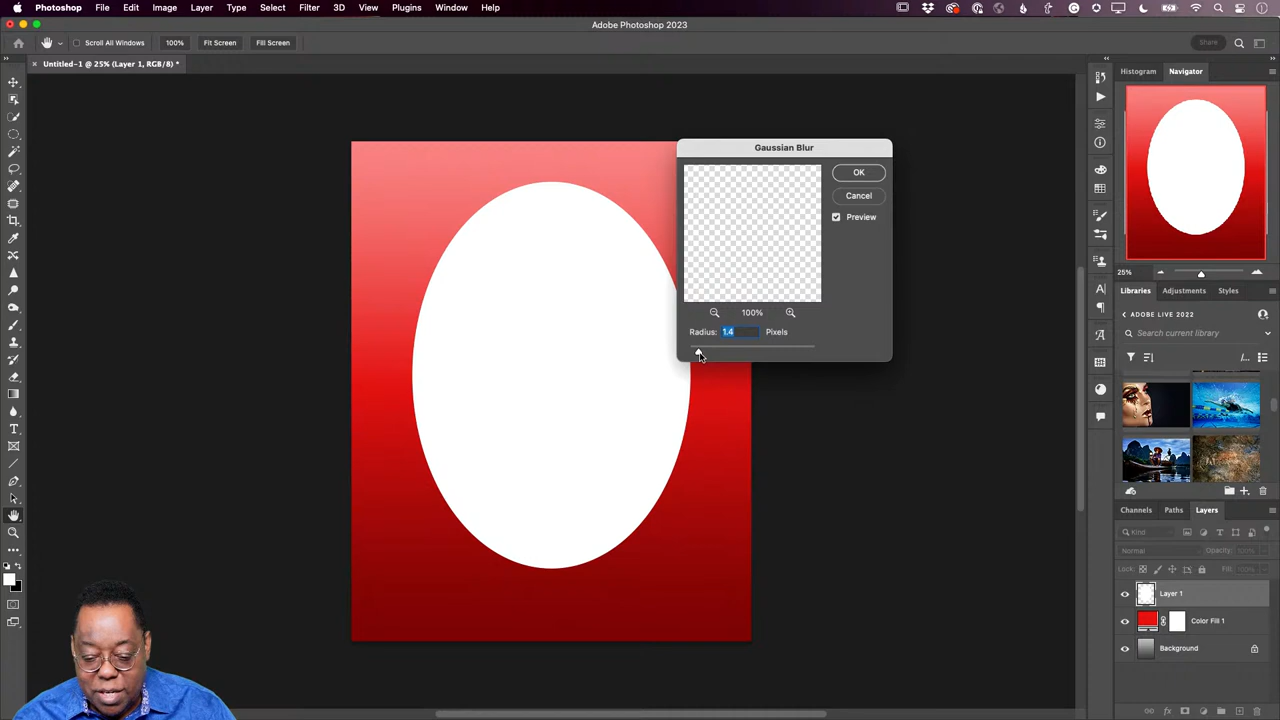 Photoshop File Edit Image Layer Type Select Filter 3D View Plugins Window Help
Adobe Photoshop 2023
Scroll All Windows 100% Fit Screen Fill Screen Share
Untitled-1 @ 25% (Layer 1, RGB/8) *
Histogram Navigator
Gaussian Blur
OK
Cancel
Preview
100%
Radius: 1.4 Pixels
25%
Libraries Adjustments Styles
ADOBE LIVE 2022
Search current library
Channels Paths Layers
Kind
Normal Opacity: 100%
Lock: Fill: 100%
Layer 1
Color Fill 1
Background